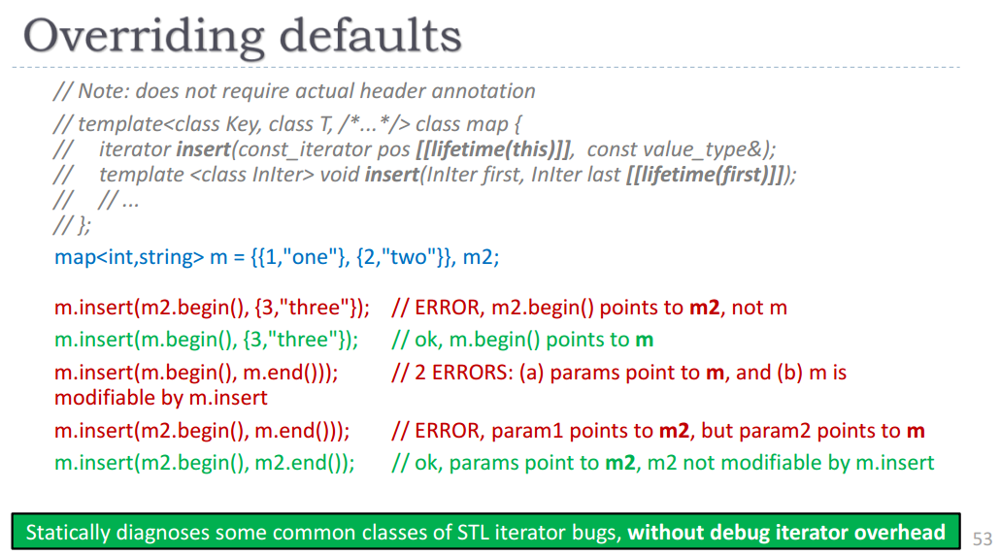 Overriding defaults
// Note: does not require actual header annotation
// template<class Key, class T, /*...*/> class map {
//    iterator insert(const_iterator pos [[lifetime(this)]],  const value_type&);
//    template <class InIter> void insert(InIter first, InIter last [[lifetime(first)]]);
//    // ...
// };
map<int,string> m = {{1,"one"}, {2,"two"}}, m2;
m.insert(m2.begin(), {3,"three"});    // ERROR, m2.begin() points to m2, not m
m.insert(m.begin(), {3,"three"});    // ok, m.begin() points to m
m.insert(m.begin(), m.end()));    // 2 ERRORS: (a) params point to m, and (b) m is
modifiable by m.insert
m.insert(m2.begin(), m.end()));    // ERROR, param1 points to m2, but param2 points to m
m.insert(m2.begin(), m2.end());    // ok, params point to m2, m2 not modifiable by m.insert
Statically diagnoses some common classes of STL iterator bugs, without debug iterator overhead
53